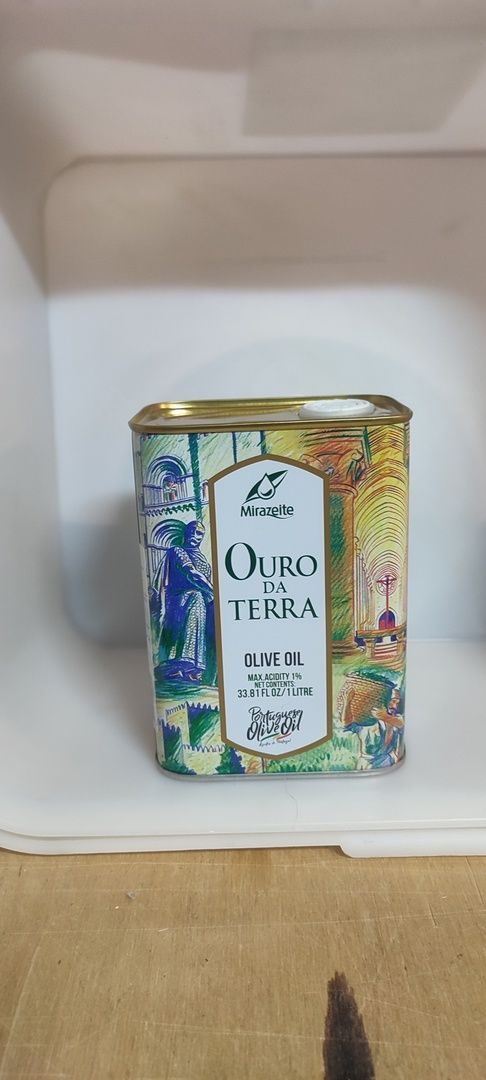 Mirazeite
OURO
DA
TERRA
OLIVE OIL
MAX.ACIDITY 1%
NET CONTENTS:
33.81 FL OZ/1 LITRE
Portuguese
Olive Oil